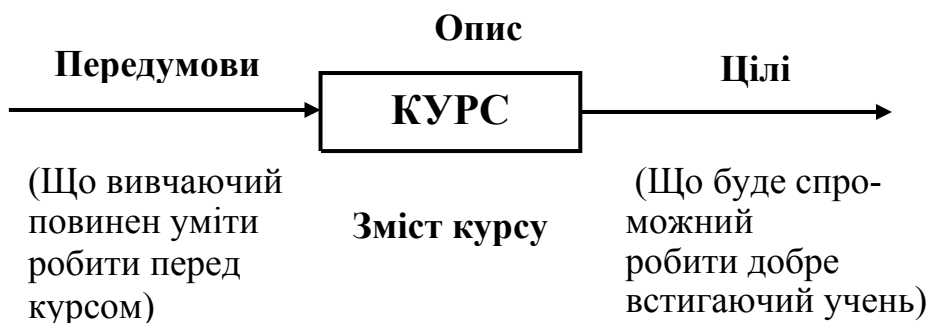 Опис
Передумови
Цілі
КУРС
(Що вивчаючий
повинен уміти
робити перед
курсом)
Зміст курсу
(Що буде спро-
можний
робити добре
встигаючий учень)